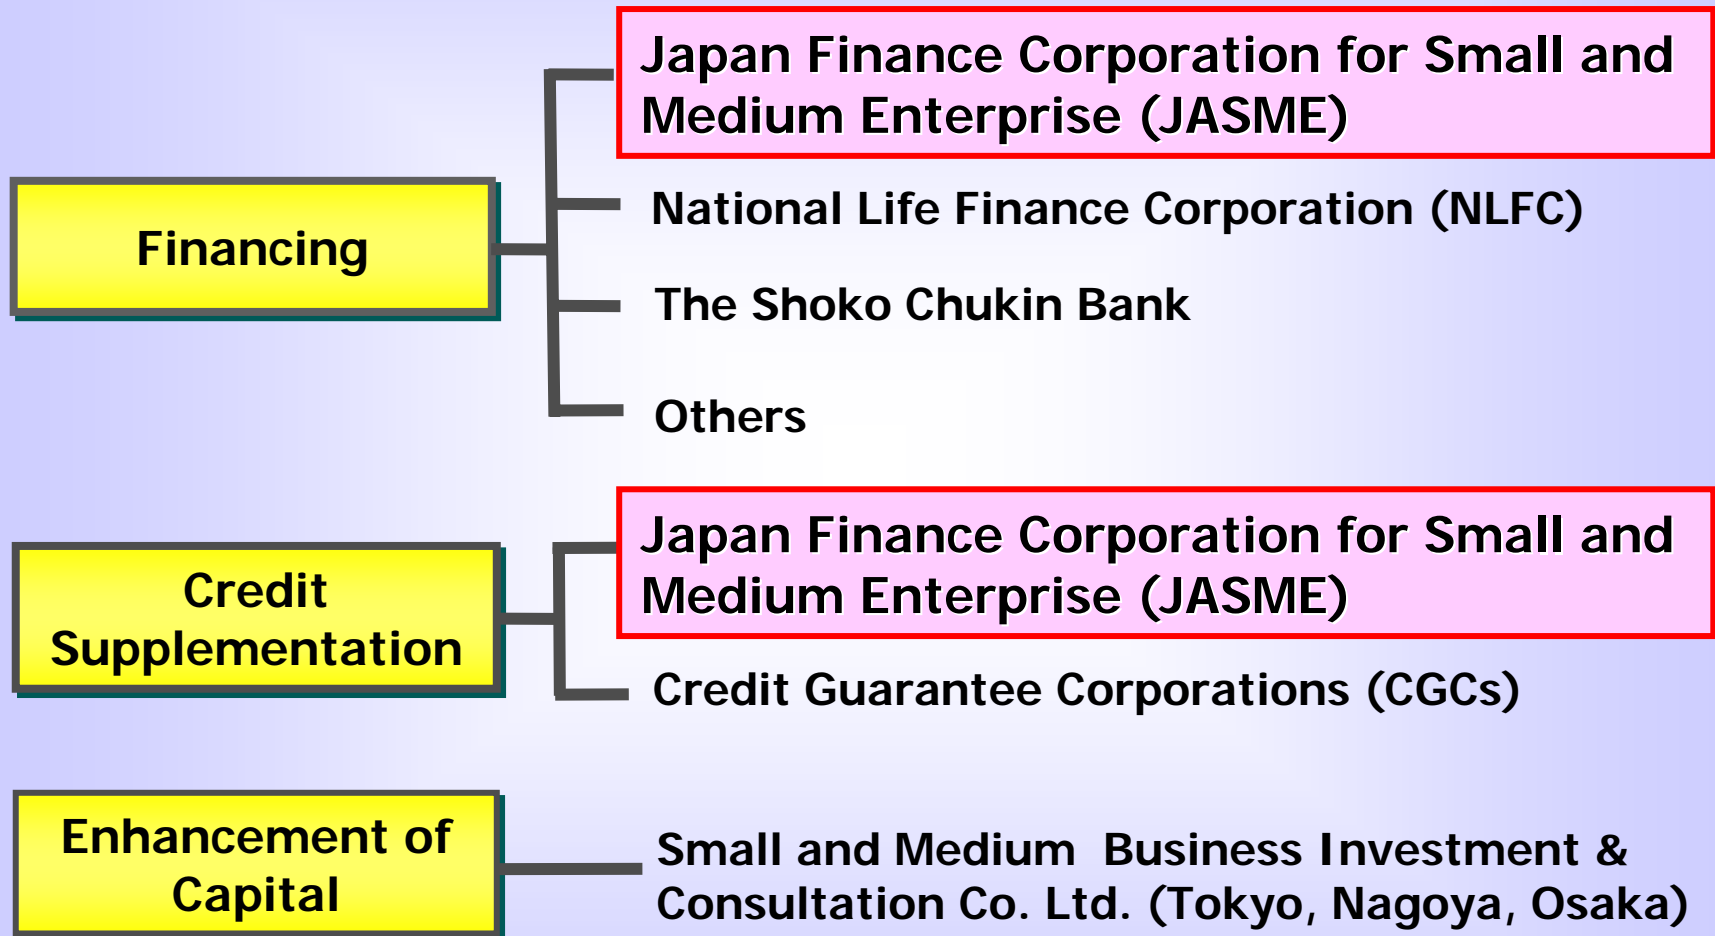 Japan Finance Corporation for Small and
Medium Enterprise (JASME)
Financing
National Life Finance Corporation (NLFC)
The Shoko Chukin Bank
Others
Japan Finance Corporation for Small and
Medium Enterprise (JASME)
Credit
Supplementation
Credit Guarantee Corporations (CGCs)
Enhancement of
Capital
Small and Medium Business Investment &
Consultation Co. Ltd. (Tokyo, Nagoya, Osaka)